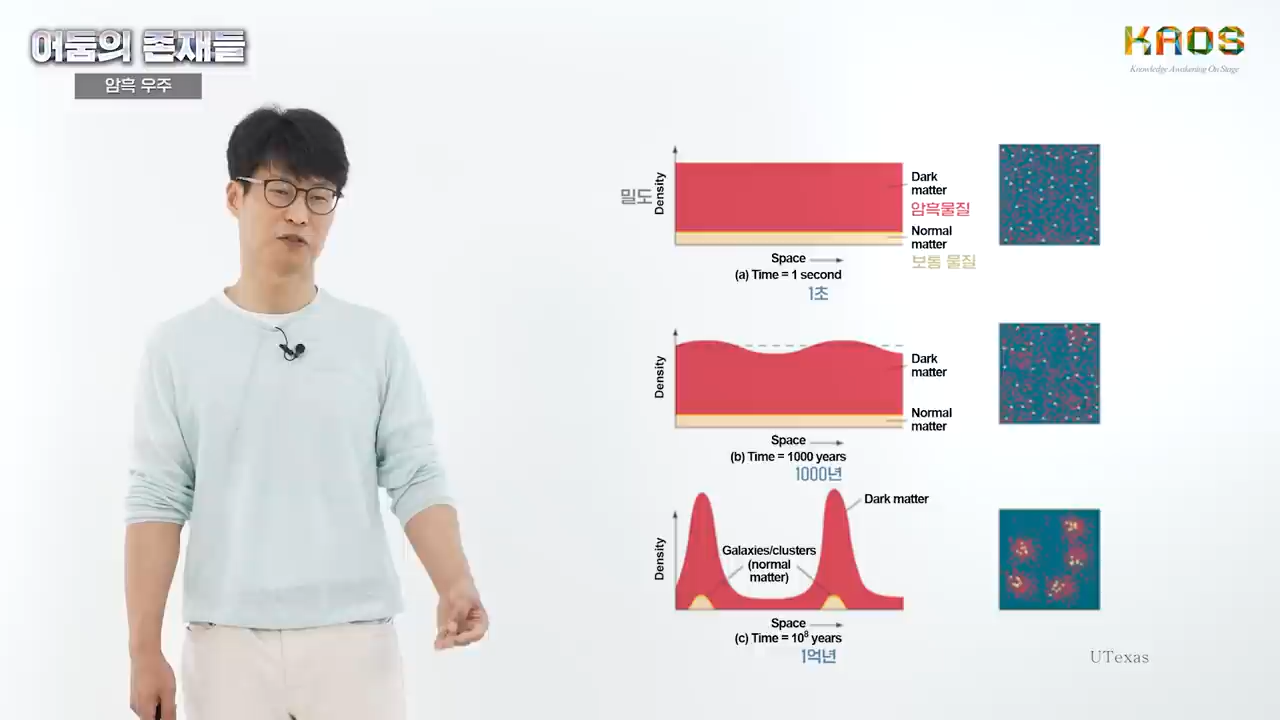 어둠의 존재들
암흑 우주
KAOS
Knowledge Awakening On Stage
밀도
Density
Dark
matter
암흑물질
Normal
matter
보통 물질
Space
(a) Time = 1 second
1초
Density
Dark
matter
Normal
matter
Space
(b) Time = 1000 years
1000년
Density
Dark matter
Galaxies/clusters
(normal
matter)
Space
(c) Time = 10⁸ years
1억년
UTexas